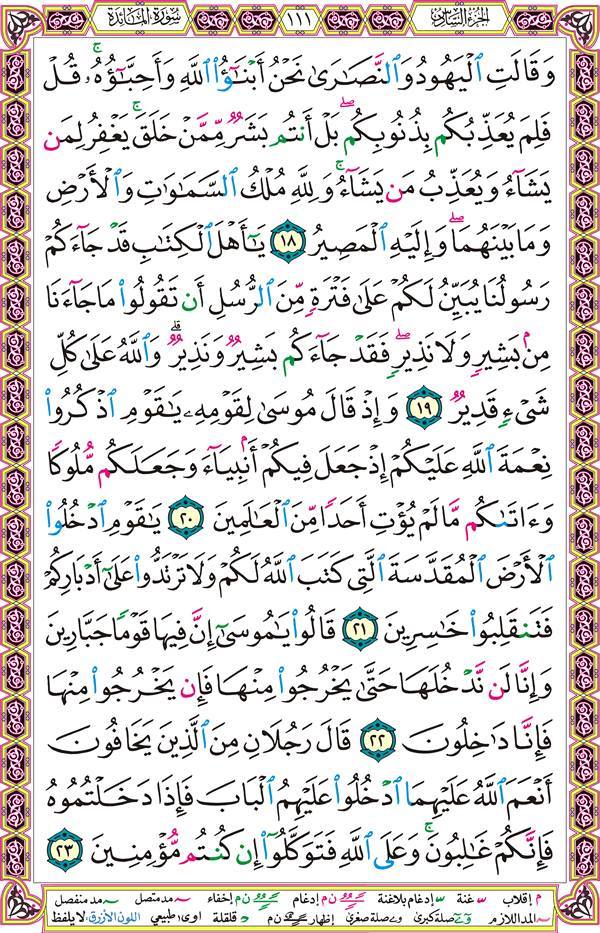 الجزء السادس ١١١ سورة المائدة
وَقَالَتِ ٱلْيَهُودُ وَٱلنَّصَٰرَىٰ نَحْنُ أَبْنَٰٓؤُا۟ ٱللَّهِ وَأَحِبَّٰٓؤُهُۥ ۚ قُلْ
فَلِمَ يُعَذِّبُكُم بِذُنُوبِكُم ۖ بَلْ أَنتُم بَشَرٌ مِّمَّنْ خَلَقَ ۚ يَغْفِرُ لِمَن
يَشَآءُ وَيُعَذِّبُ مَن يَشَآءُ ۚ وَلِلَّهِ مُلْكُ ٱلسَّمَٰوَٰتِ وَٱلْأَرْضِ
وَمَا بَيْنَهُمَا ۖ وَإِلَيْهِ ٱلْمَصِيرُ ١٨ يَٰٓأَهْلَ ٱلْكِتَٰبِ قَدْ جَآءَكُمْ
رَسُولُنَا يُبَيِّنُ لَكُمْ عَلَىٰ فَتْرَةٍ مِّنَ ٱلرُّسُلِ أَن تَقُولُوا۟ مَا جَآءَنَا
مِنۢ بَشِيرٍ وَلَا نَذِيرٍ ۖ فَقَدْ جَآءَكُم بَشِيرٌ وَنَذِيرٌ ۗ وَٱللَّهُ عَلَىٰ كُلِّ
شَىْءٍ قَدِيرٌ ١٩ وَإِذْ قَالَ مُوسَىٰ لِقَوْمِهِۦ يَٰقَوْمِ ٱذْكُرُوا۟
نِعْمَةَ ٱللَّهِ عَلَيْكُمْ إِذْ جَعَلَ فِيكُمْ أَنۢبِيَآءَ وَجَعَلَكُم مُّلُوكًا
وَءَاتَىٰكُم مَّا لَمْ يُؤْتِ أَحَدًا مِّنَ ٱلْعَٰلَمِينَ ٢٠ يَٰقَوْمِ ٱدْخُلُوا۟
ٱلْأَرْضَ ٱلْمُقَدَّسَةَ ٱلَّتِى كَتَبَ ٱللَّهُ لَكُمْ وَلَا تَرْتَدُّوا۟ عَلَىٰٓ أَدْبَارِكُمْ
فَتَنقَلِبُوا۟ خَٰسِرِينَ ٢١ قَالُوا۟ يَٰمُوسَىٰٓ إِنَّ فِيهَا قَوْمًا جَبَّارِينَ
وَإِنَّا لَن نَّدْخُلَهَا حَتَّىٰ يَخْرُجُوا۟ مِنْهَا فَإِن يَخْرُجُوا۟ مِنْهَا
فَإِنَّا دَٰخِلُونَ ٢٢ قَالَ رَجُلَانِ مِنَ ٱلَّذِينَ يَخَافُونَ
أَنْعَمَ ٱللَّهُ عَلَيْهِمَا ٱدْخُلُوا۟ عَلَيْهِمُ ٱلْبَابَ فَإِذَا دَخَلْتُمُوهُ
فَإِنَّكُمْ غَٰلِبُونَ ۚ وَعَلَى ٱللَّهِ فَتَوَكَّلُوٓا۟ إِن كُنتُم مُّؤْمِنِينَ ٢٣
م إقلاب غنة إدغام بلاغنة ن م إدغام ن م إخفاء مد متصل مد منفصل
المد اللازم صلة كبرى صلة صغرى إظهار ن م قلقلة اوى، طبيعي اللون الأزرق: لا يلفظ